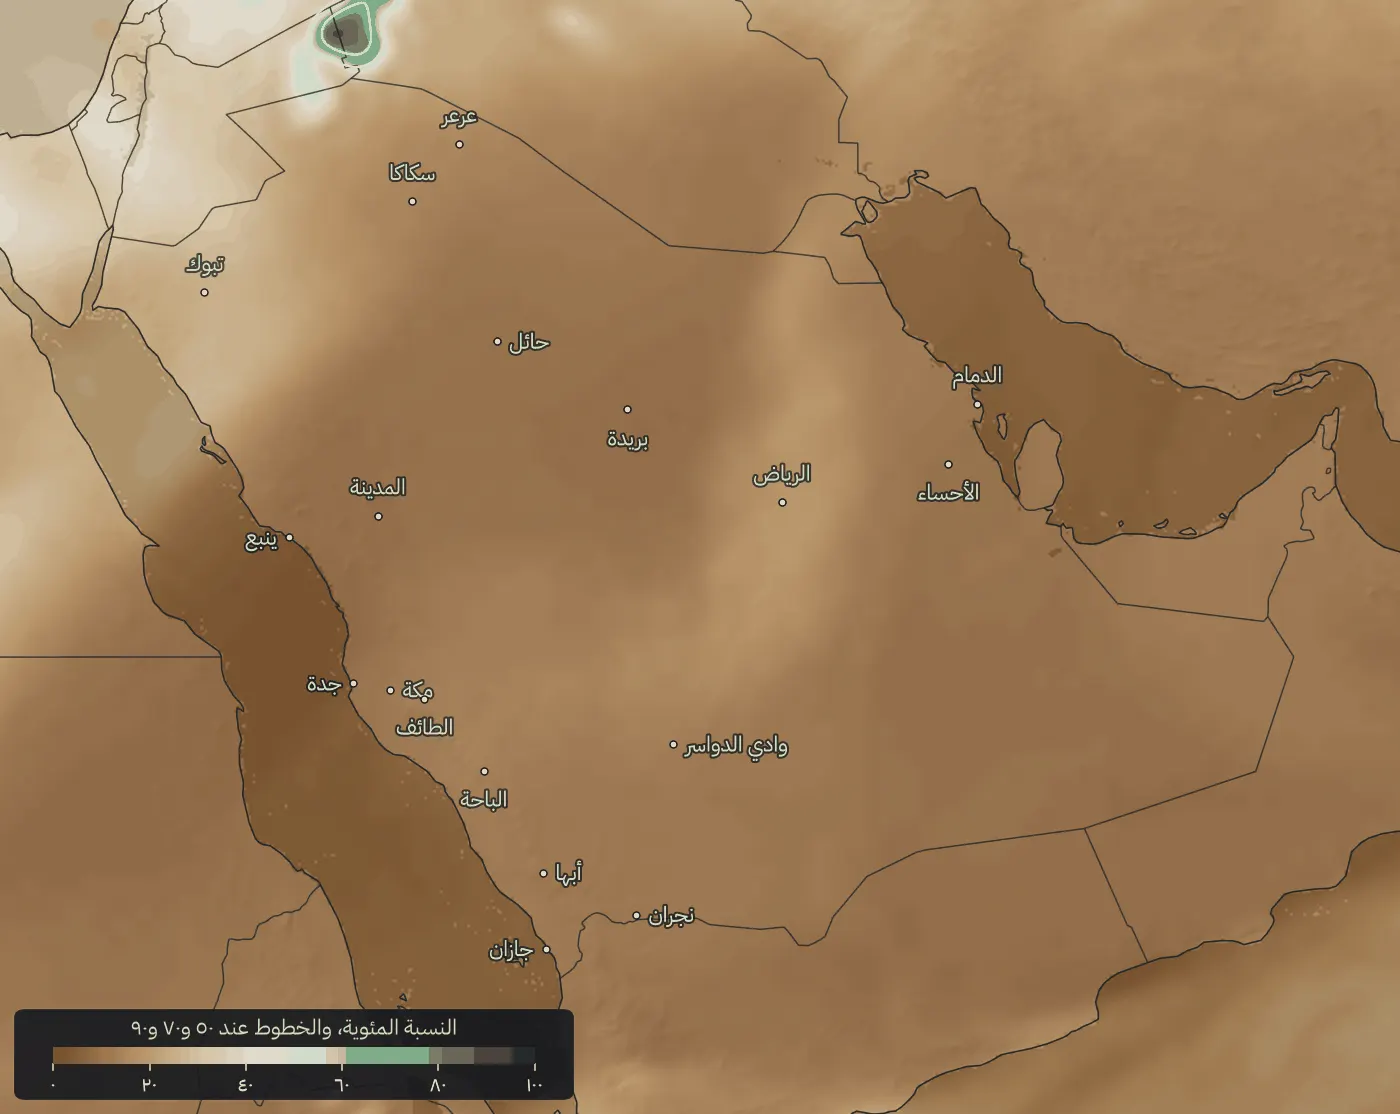 عرعر
سكاكا
تبوك
حائل
الدمام
بريدة
الرياض
المدينة
الأحساء
ينبع
جدة
مكة
الطائف
وادي الدواسر
الباحة
أبها
نجران
جازان
النسبة المئوية، والخطوط عند ٥٠ و٧٠ و٩٠
٠ ٢٠ ٤٠ ٦٠ ٨٠ ١٠٠